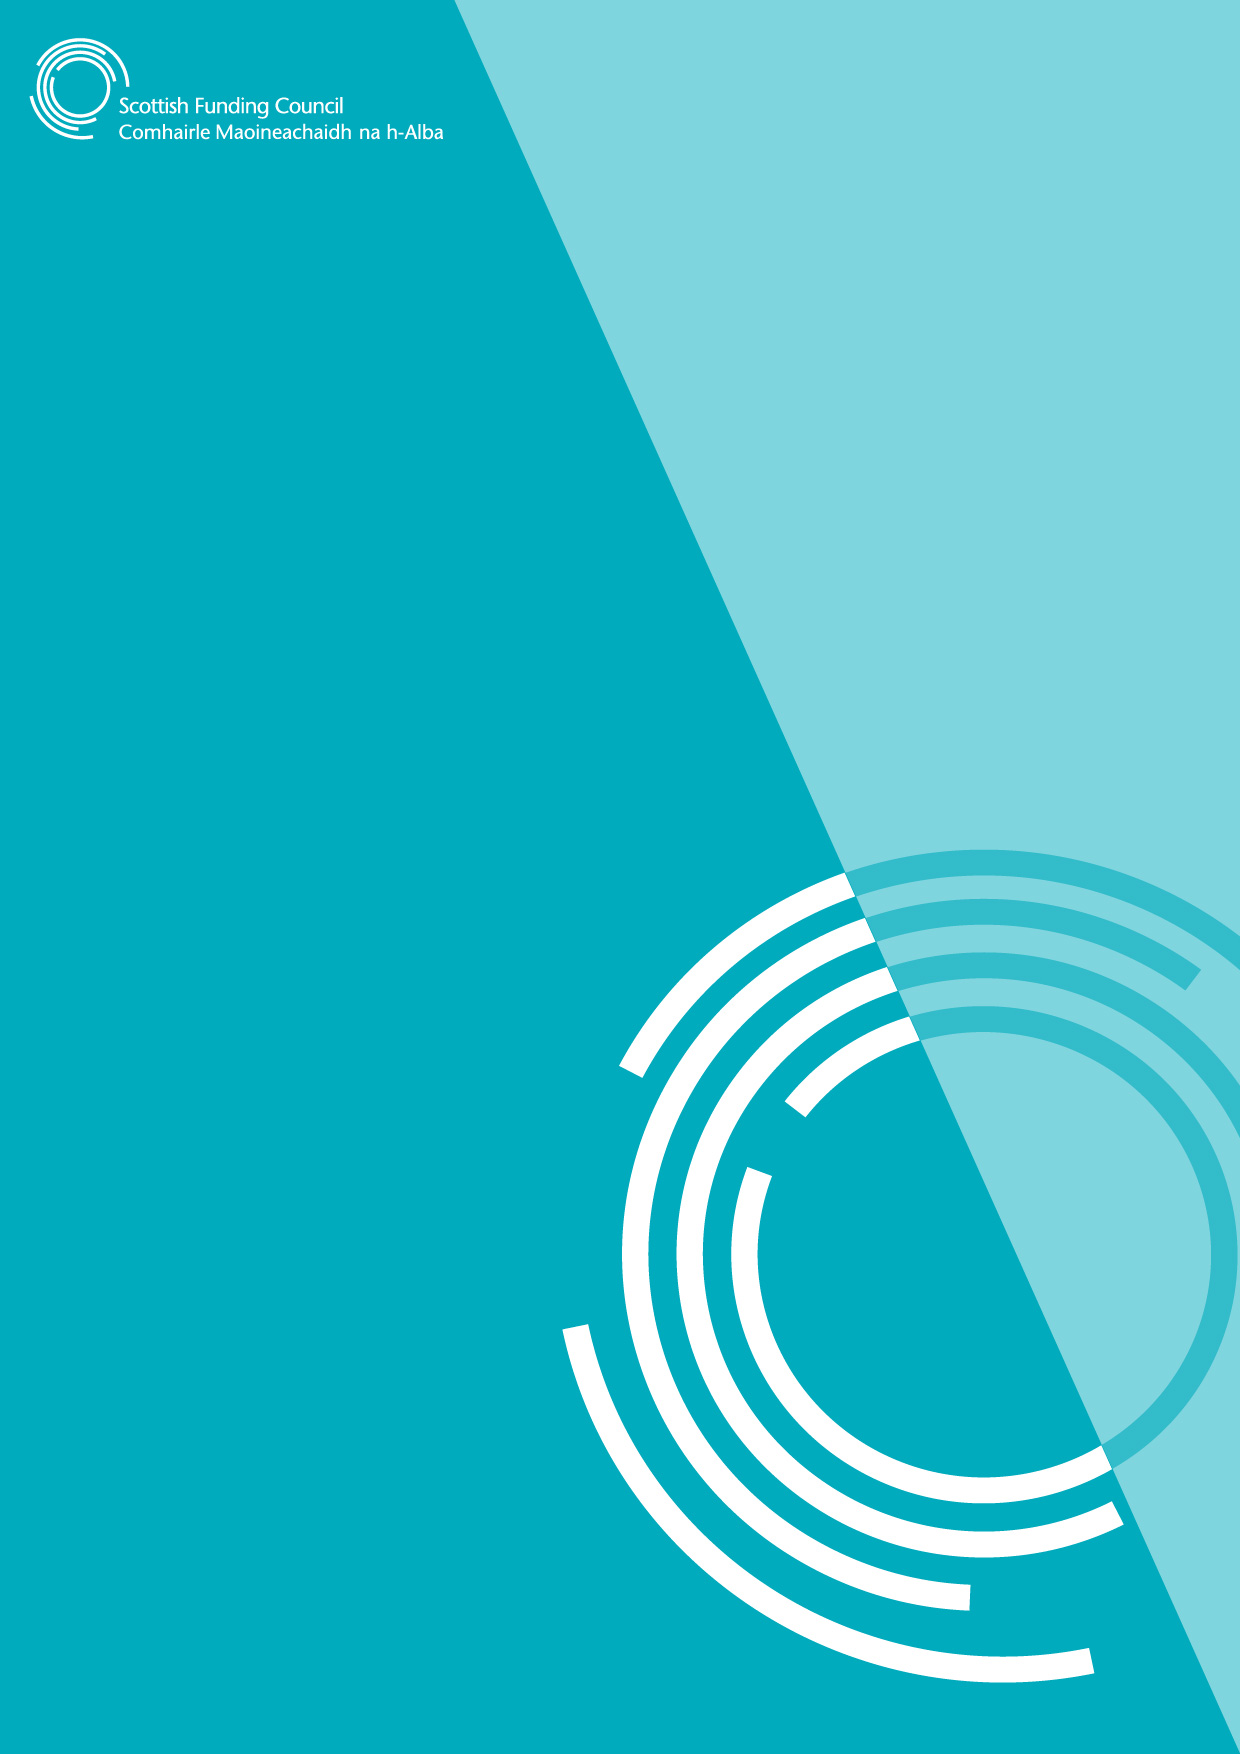 Scottish Funding Council
Comhairle Maoineachaidh na h-Alba